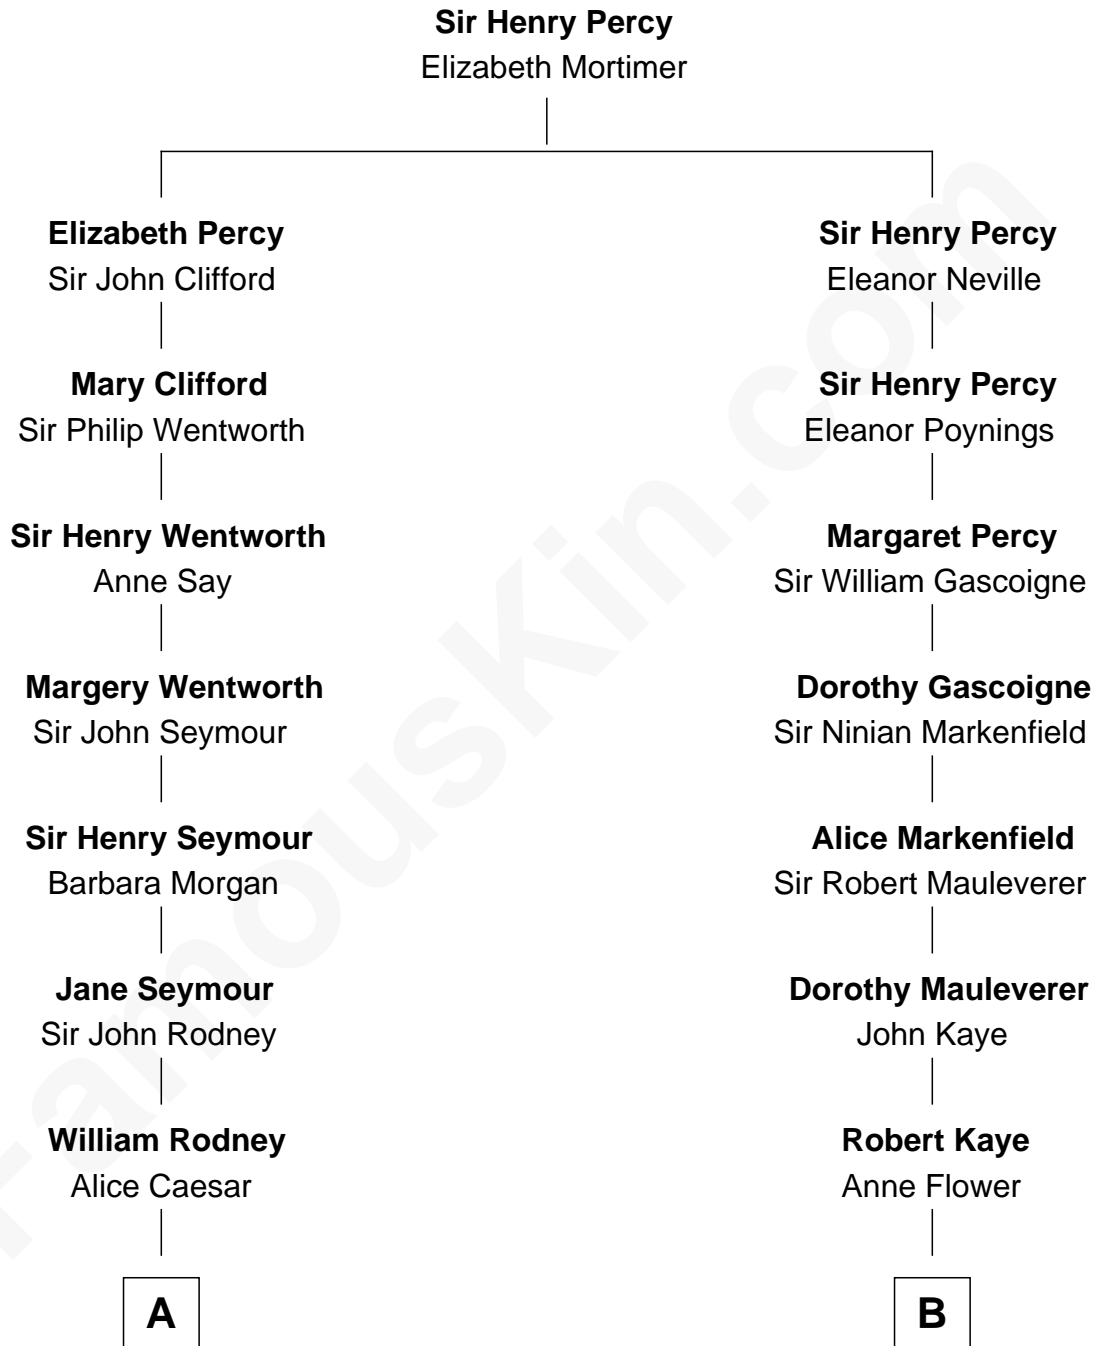 Sir Henry Percy
Elizabeth Mortimer
Elizabeth Percy
Sir John Clifford
Sir Henry Percy
Eleanor Neville
Mary Clifford
Sir Philip Wentworth
Sir Henry Percy
Eleanor Poynings
Sir Henry Wentworth
Anne Say
Margaret Percy
Sir William Gascoigne
Margery Wentworth
Sir John Seymour
Dorothy Gascoigne
Sir Ninian Markenfield
Sir Henry Seymour
Barbara Morgan
Alice Markenfield
Sir Robert Mauleverer
Jane Seymour
Sir John Rodney
Dorothy Mauleverer
John Kaye
William Rodney
Alice Caesar
Robert Kaye
Anne Flower
A
B
FamousKin.com